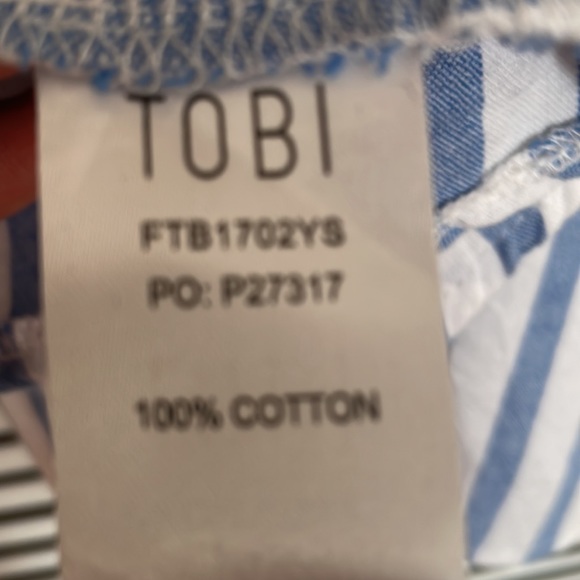 TOBI
FTB1702YS
PO: P27317
100% COTTON